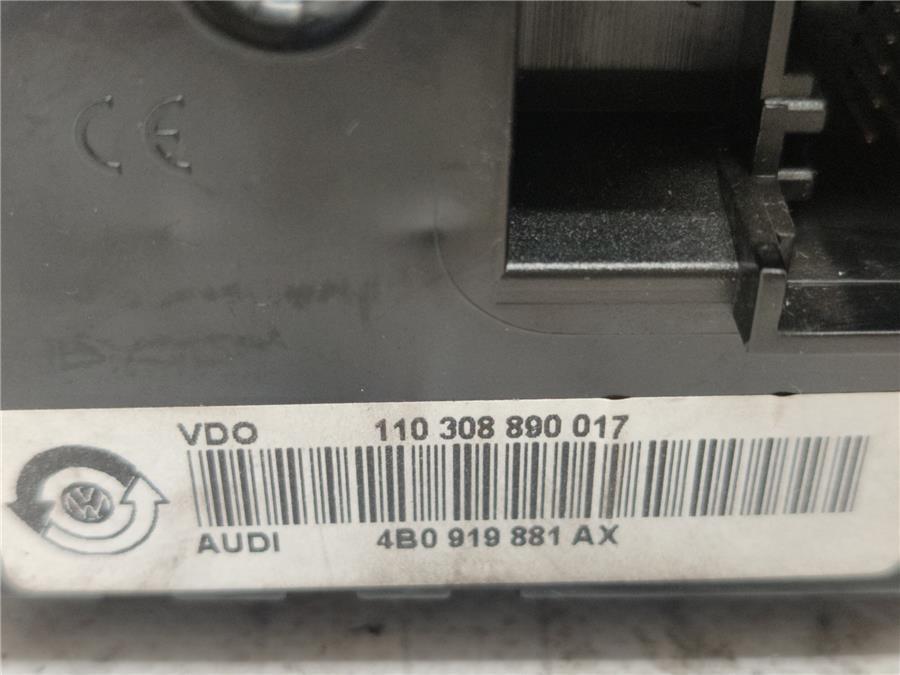 CE
VDO 110 308 890 017
AUDI 4B0 919 881 AX